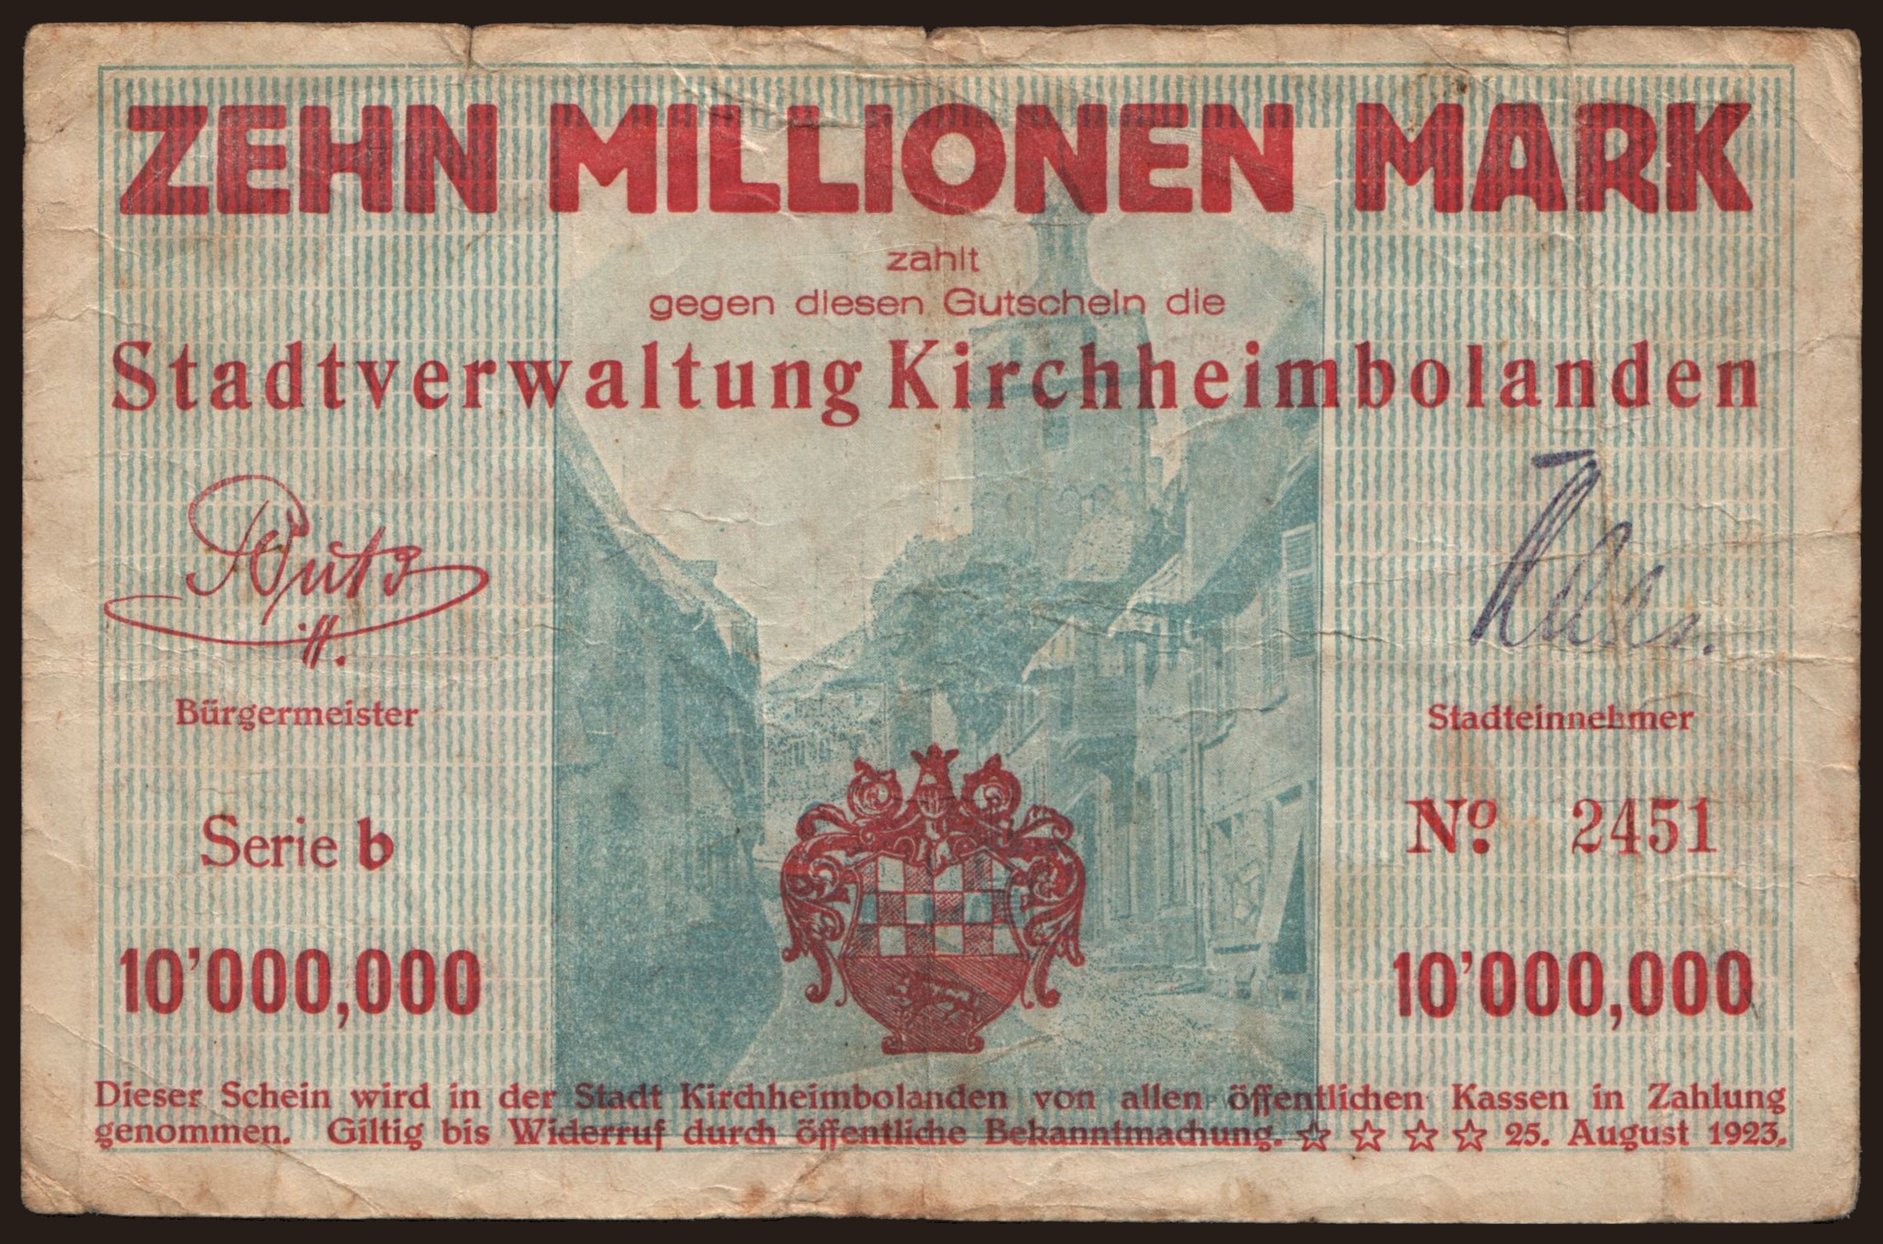 ZEHN MILLIONEN MARK
zahlt
gegen diesen Gutschein die
Stadtverwaltung Kirchheimbolanden
Bürgermeister
Stadteinnehmer
Serie b
No. 2451
10'000,000
10'000,000
Dieser Schein wird in der Stadt Kirchheimbolanden von allen öffentlichen Kassen in Zahlung
genommen. Giltig bis Widerruf durch öffentliche Bekanntmachung. ☆ ☆ ☆ ☆ 25. August 1923.